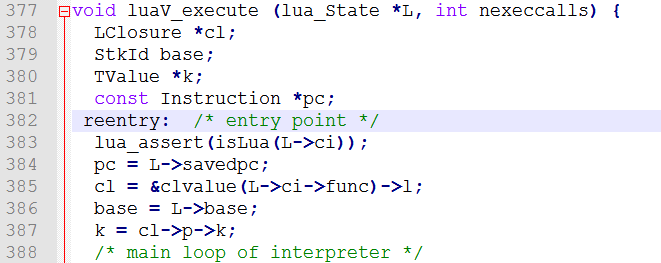 377 void luaV_execute (lua_State *L, int nexeccalls) {
378   LClosure *cl;
379   StkId base;
380   TValue *k;
381   const Instruction *pc;
382  reentry:  /* entry point */
383   lua_assert(isLua(L->ci));
384   pc = L->savedpc;
385   cl = &clvalue(L->ci->func)->l;
386   base = L->base;
387   k = cl->p->k;
388   /* main loop of interpreter */